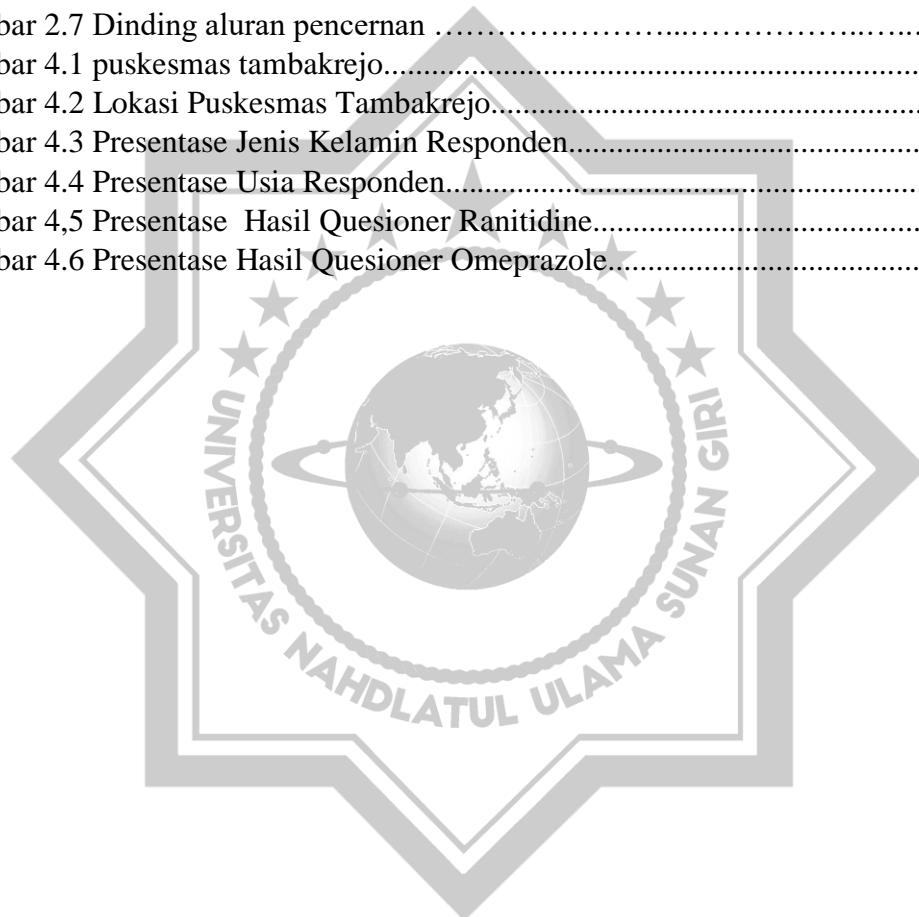 bar 2.7 Dinding aluran pencernan ……………………...……………..…..
bar 4.1 puskesmas tambakrejo..............................................................................
bar 4.2 Lokasi Puskesmas Tambakrejo...............................................................
bar 4.3 Presentase Jenis Kelamin Responden....................................................
bar 4.4 Presentase Usia Responden.....................................................................
bar 4,5 Presentase  Hasil Quesioner Ranitidine.................................................
bar 4.6 Presentase Hasil Quesioner Omeprazole...............................................
UNIVERSITAS NAHDLATUL ULAMA SUNAN GIRI